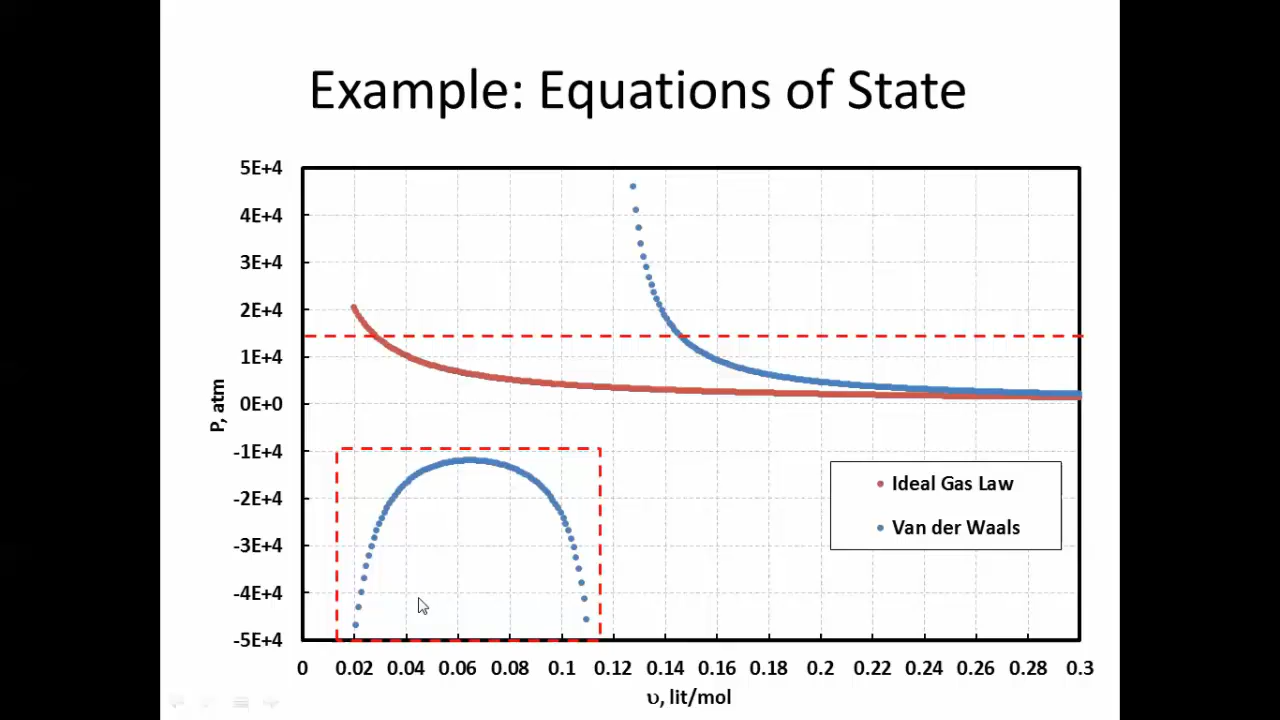 Example: Equations of State
5E+4
4E+4
3E+4
2E+4
1E+4
0E+0
-1E+4
-2E+4
-3E+4
-4E+4
-5E+4
P, atm
Ideal Gas Law
Van der Waals
0 0.02 0.04 0.06 0.08 0.1 0.12 0.14 0.16 0.18 0.2 0.22 0.24 0.26 0.28 0.3
υ, lit/mol